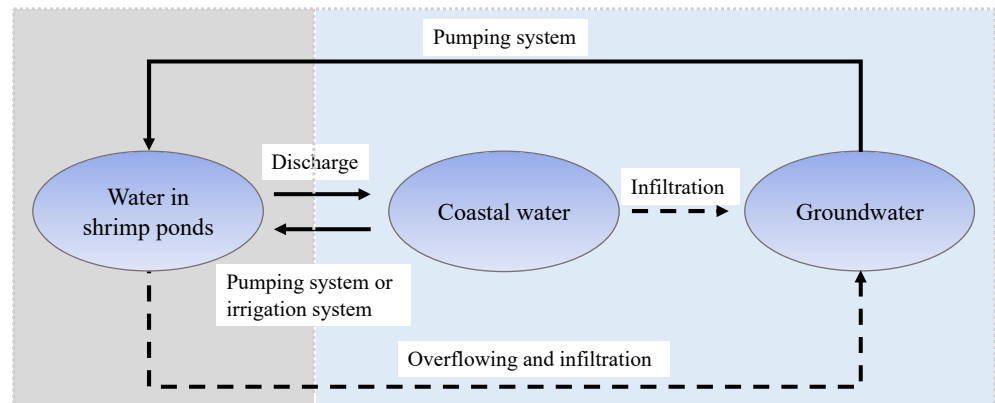 Pumping system
Discharge
Water in
shrimp ponds
Coastal water
Infiltration
Groundwater
Pumping system or
irrigation system
Overflowing and infiltration